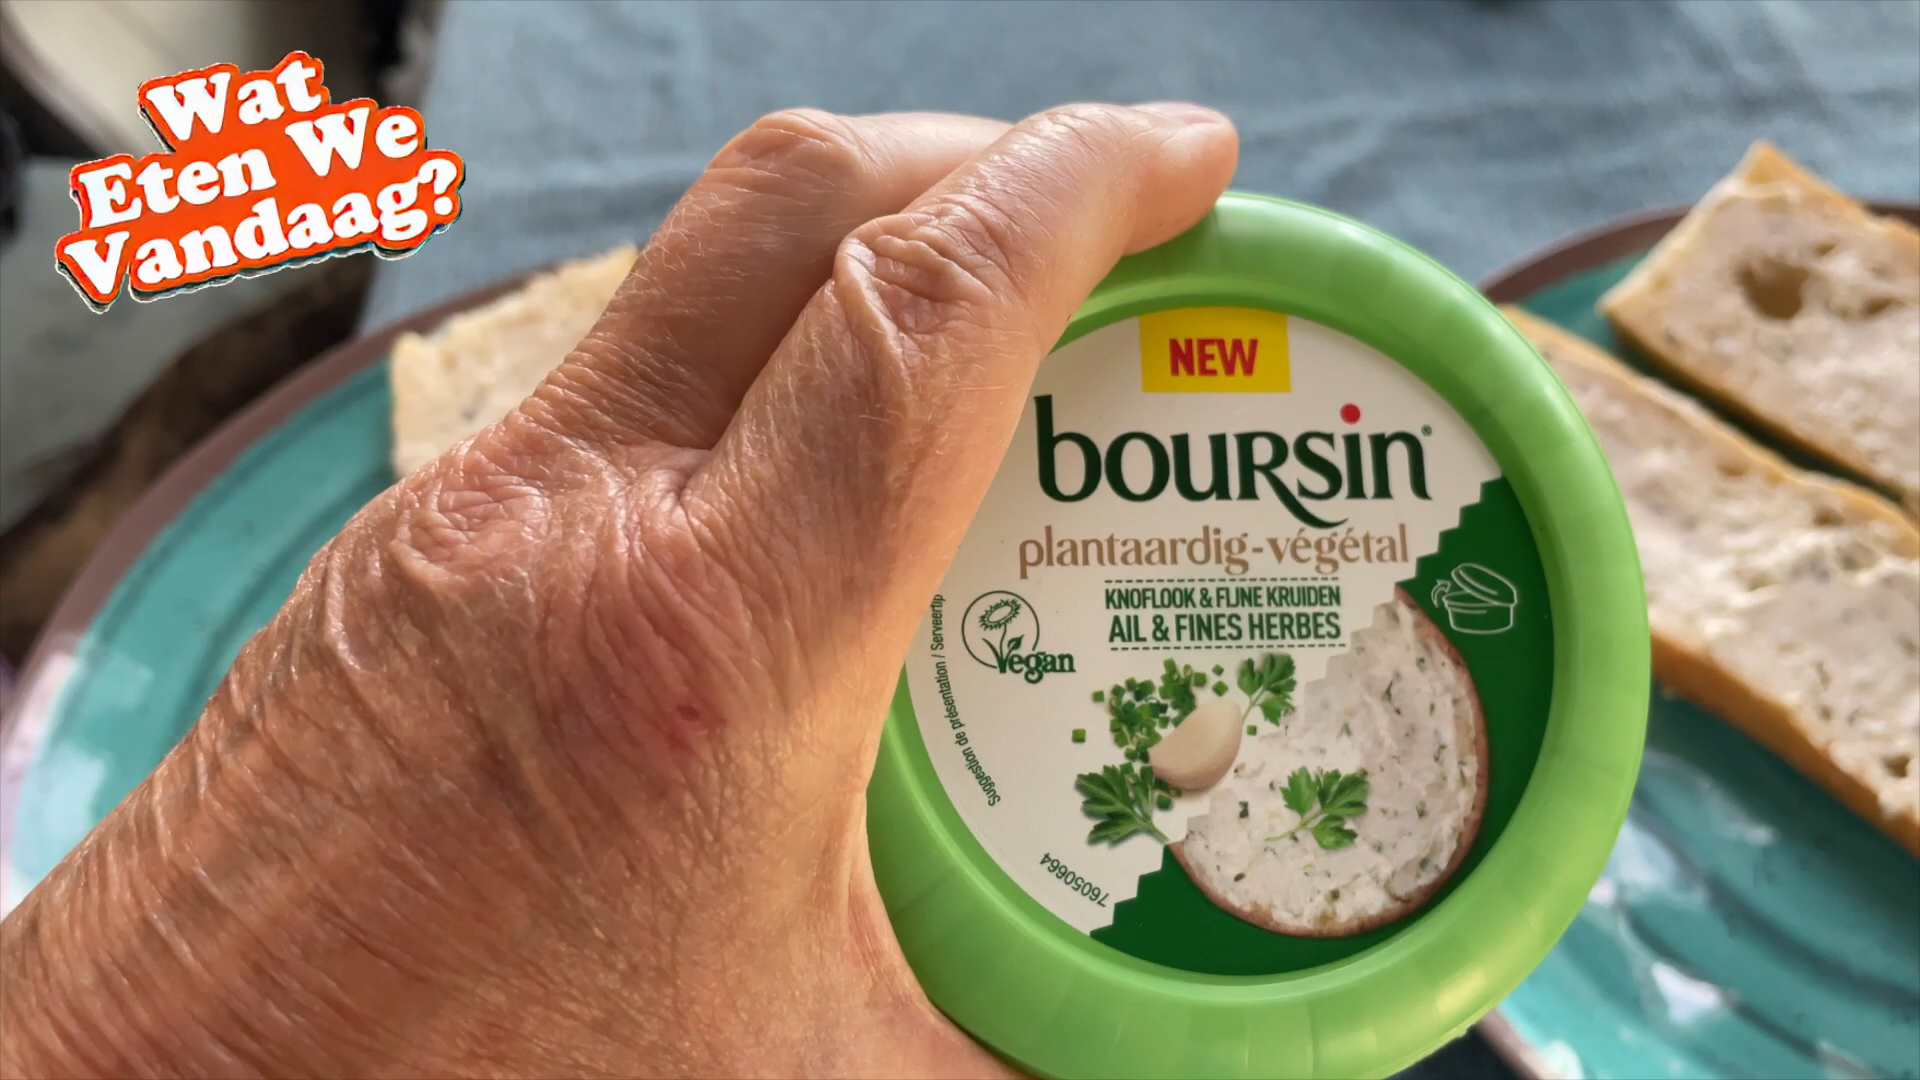 Wat
Eten We
Vandaag?
NEW
boursin
plantaardig-végétal
KNOFLOOK & FIJNE KRUIDEN
AIL & FINES HERBES
Vegan
Suggestion de présentation / Serveertip
76050664